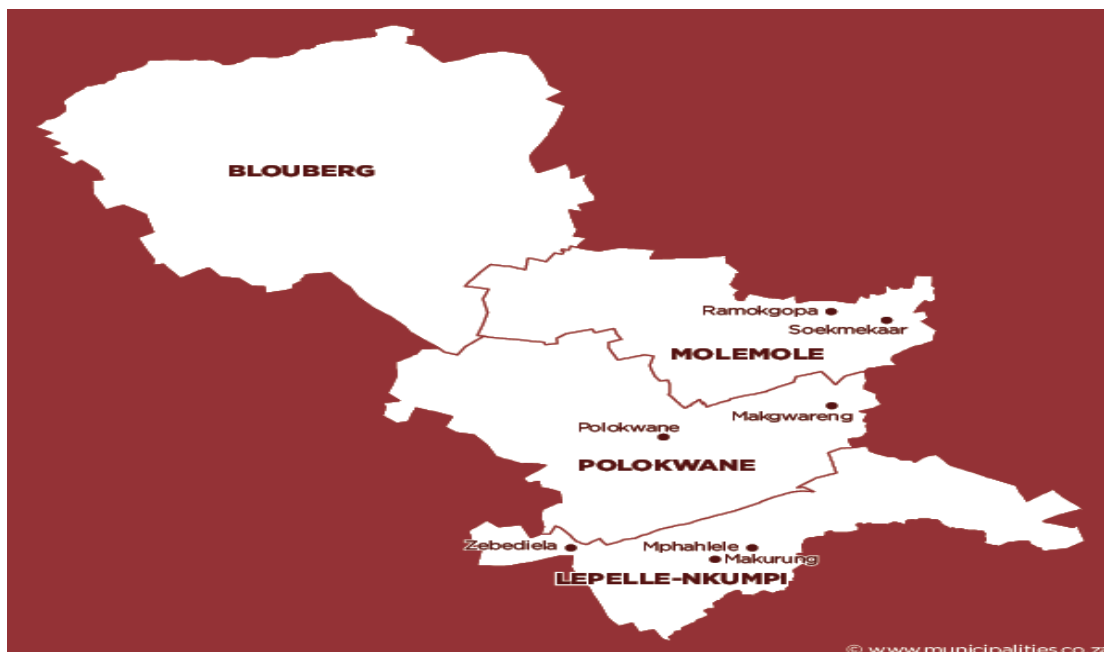 BLOUBERG
Ramokgopa
Soekmekaar
MOLEMOLE
Makgwareng
Polokwane
POLOKWANE
Zebediela
Mphahlele
Makurung
LEPELLE-NKUMPI
© www.municipalities.co.za